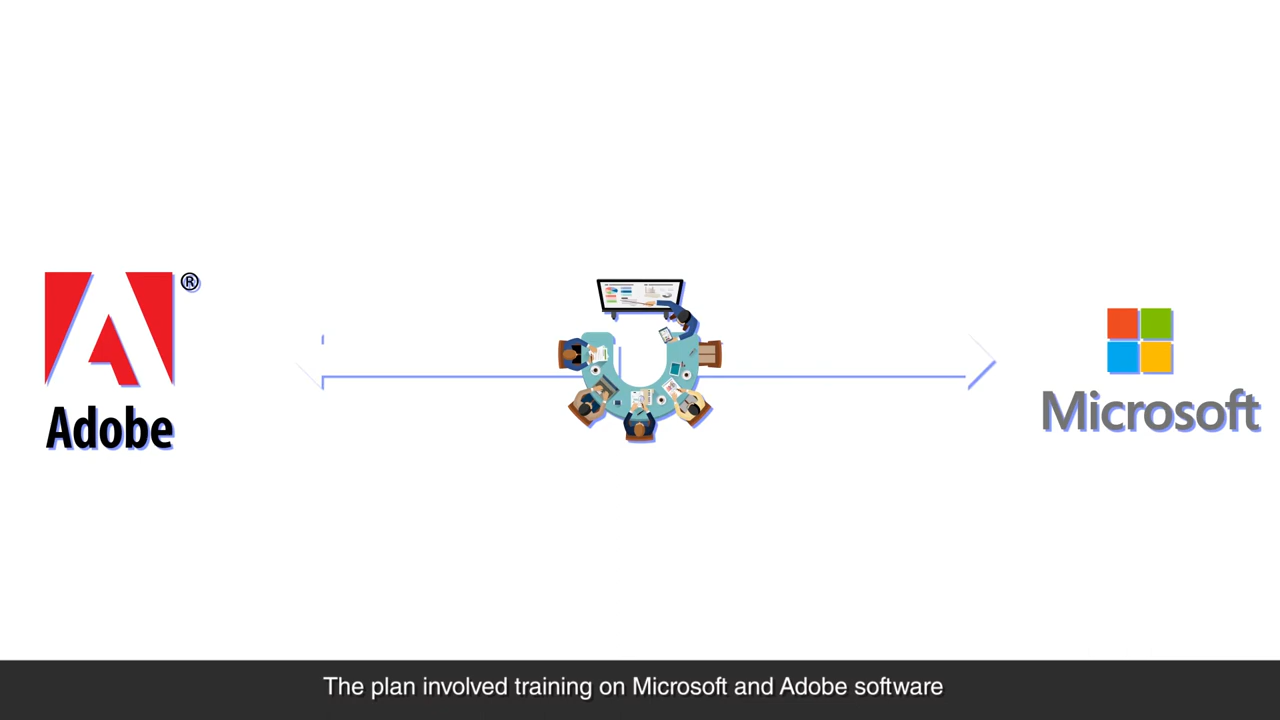 ®
Adobe
Microsoft
The plan involved training on Microsoft and Adobe software